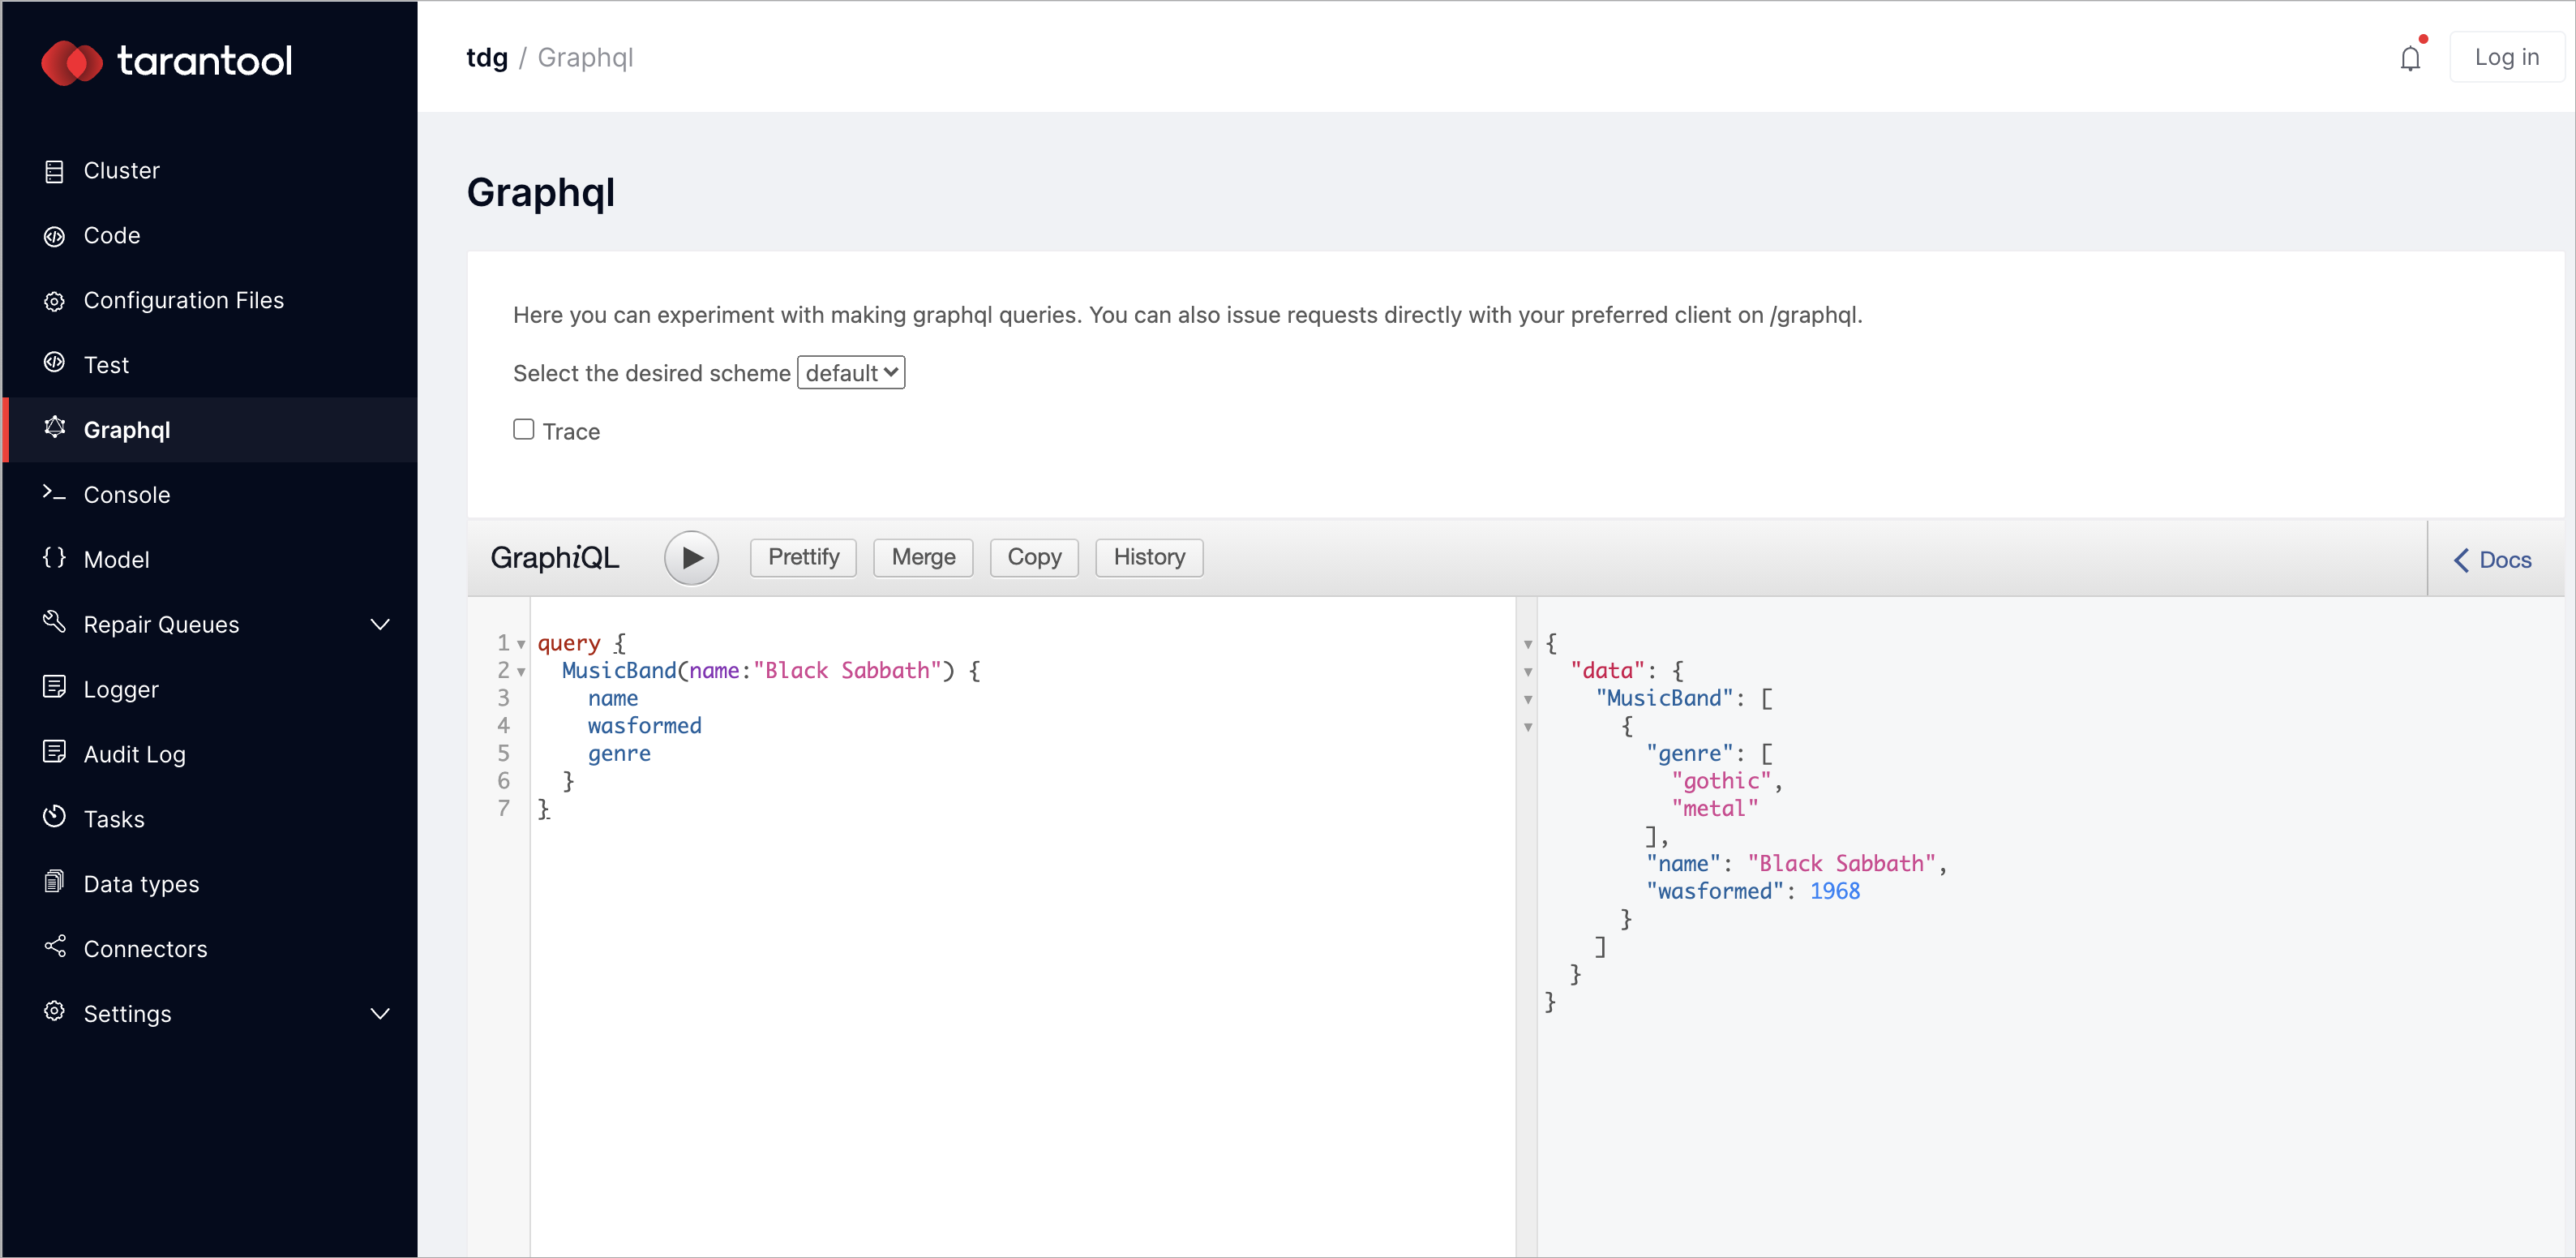 tarantool
Cluster
Code
Configuration Files
Test
Graphql
Console
Model
Repair Queues
Logger
Audit Log
Tasks
Data types
Connectors
Settings
tdg / Graphql
Log in
Graphql
Here you can experiment with making graphql queries. You can also issue requests directly with your preferred client on /graphql.
Select the desired scheme default
Trace
GraphiQL Prettify Merge Copy History Docs
1 query {
2 MusicBand(name:"Black Sabbath") {
3 name
4 wasformed
5 genre
6 }
7 }
{
"data": {
"MusicBand": [
{
"genre": [
"gothic",
"metal"
],
"name": "Black Sabbath",
"wasformed": 1968
}
]
}
}